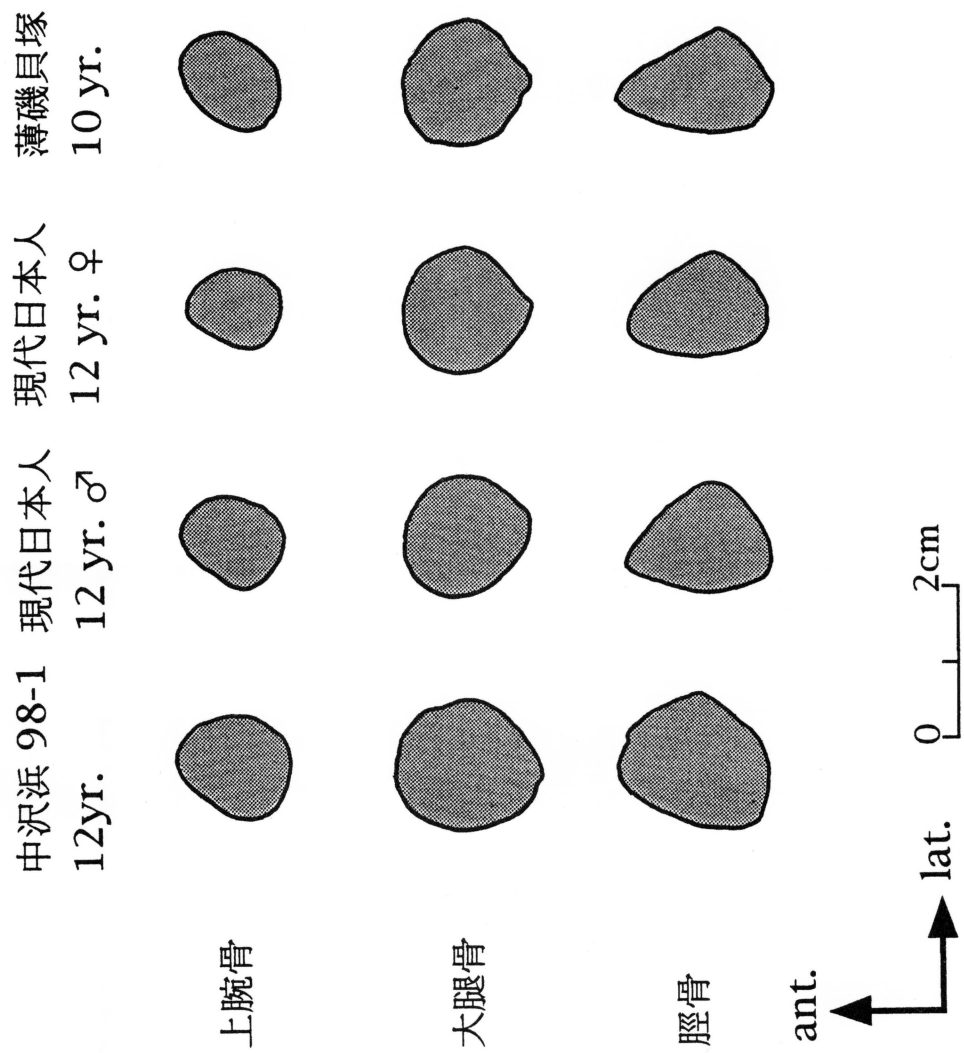 中沢浜 98-1
12yr.
現代日本人
12 yr. ♂
現代日本人
12 yr. ♀
薄磯貝塚
10 yr.
上腕骨
大腿骨
脛骨
ant.
lat.
0
2cm